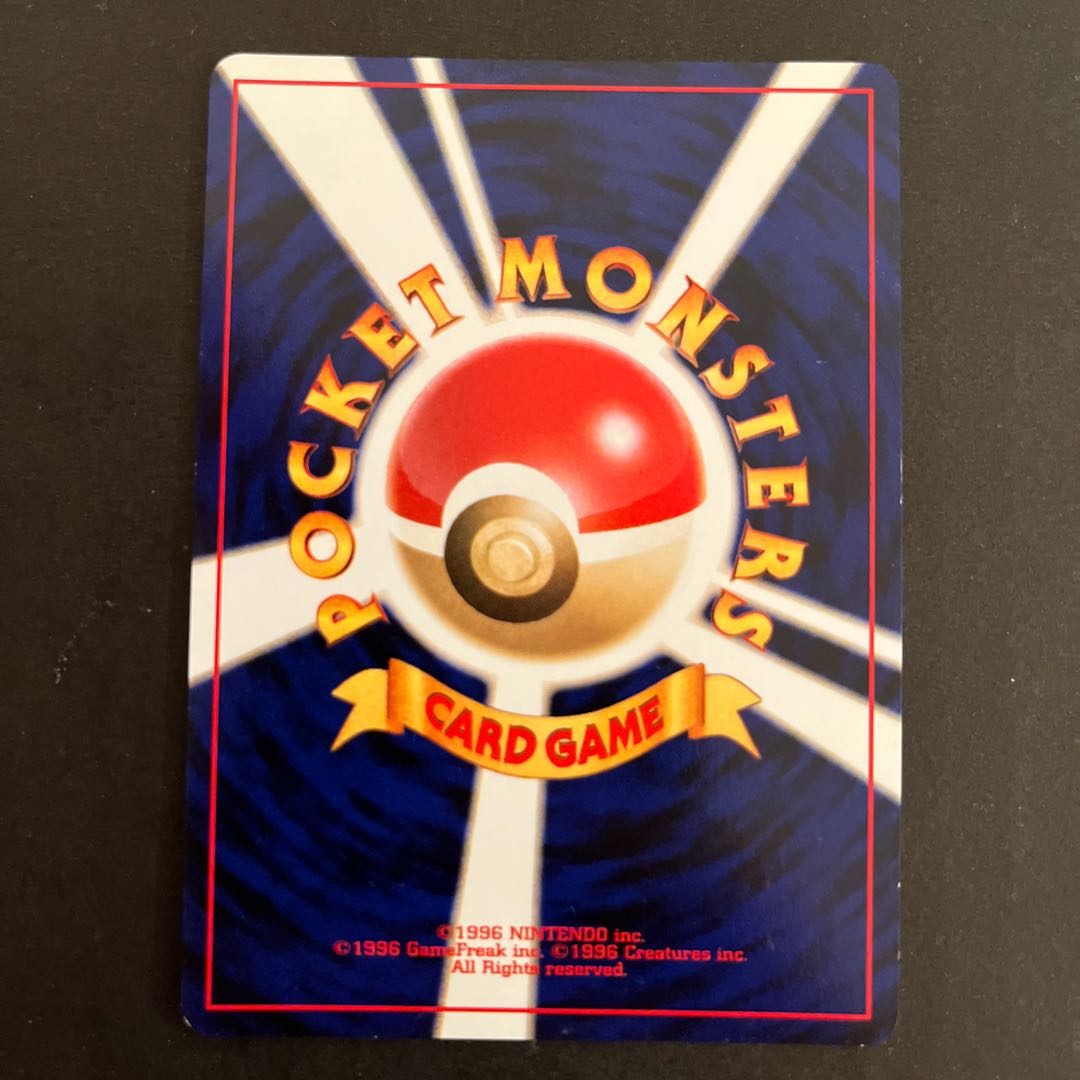 POCKET MONSTERS
CARD GAME
©1996 NINTENDO inc.
©1996 GameFreak inc. ©1996 Creatures inc.
All Rights reserved.